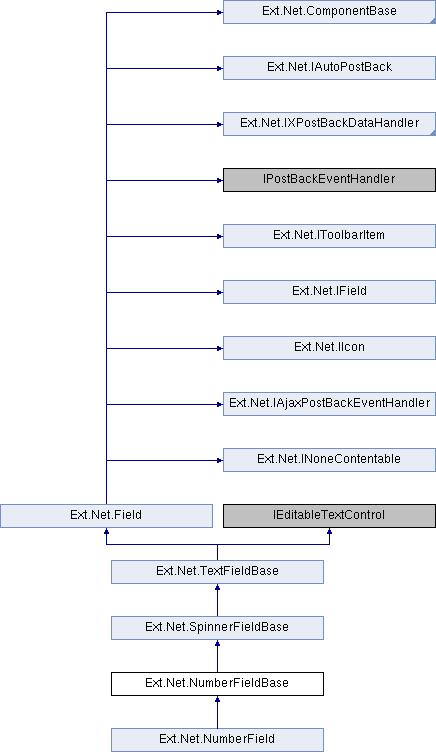 Ext.Net.ComponentBase
Ext.Net.IAutoPostBack
Ext.Net.IXPostBackDataHandler
IPostBackEventHandler
Ext.Net.IToolbarItem
Ext.Net.IField
Ext.Net.IIcon
Ext.Net.IAjaxPostBackEventHandler
Ext.Net.INoneContentable
Ext.Net.Field
IEditableTextControl
Ext.Net.TextFieldBase
Ext.Net.SpinnerFieldBase
Ext.Net.NumberFieldBase
Ext.Net.NumberField